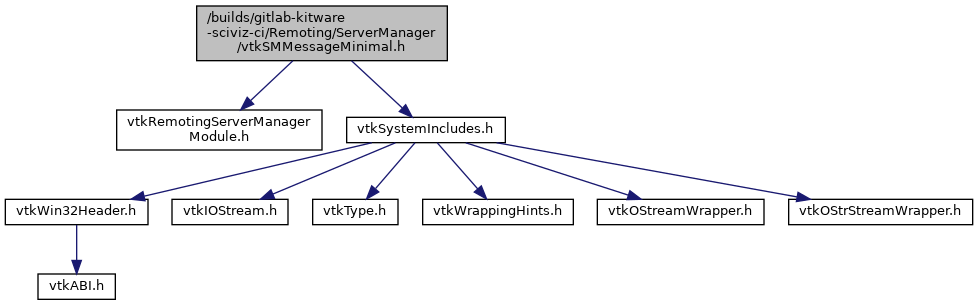 /builds/gitlab-kitware
-sciviz-ci/Remoting/ServerManager
/vtkSMMessageMinimal.h
vtkRemotingServerManager
Module.h
vtkSystemIncludes.h
vtkWin32Header.h
vtkIOStream.h
vtkType.h
vtkWrappingHints.h
vtkOStreamWrapper.h
vtkOStrStreamWrapper.h
vtkABI.h